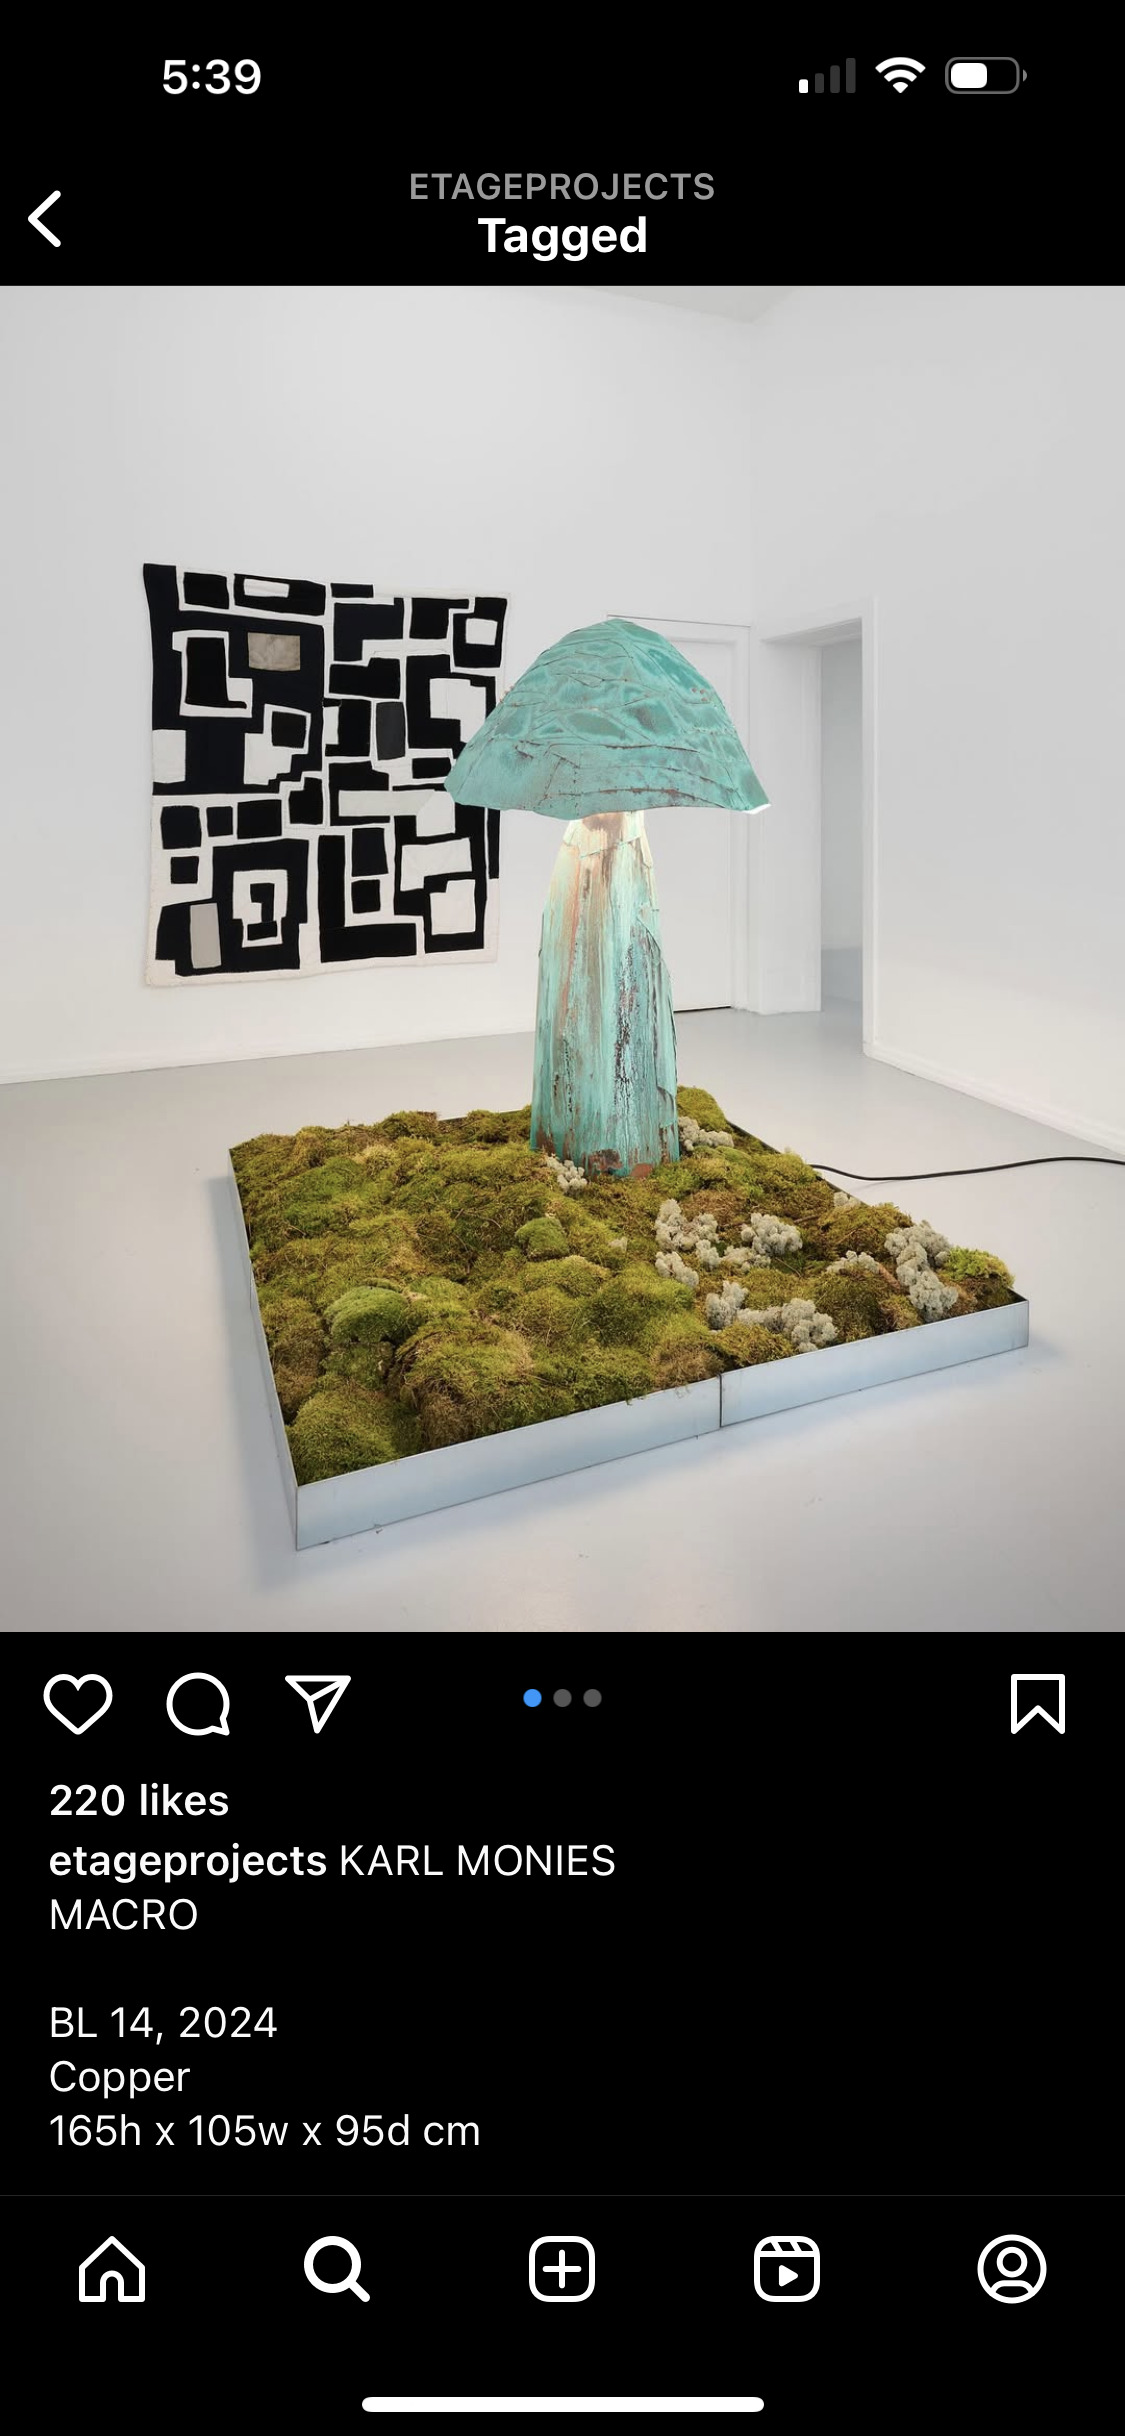 5:39
ETAGEPROJECTS
Tagged
220 likes
etageprojects KARL MONIES
MACRO
BL 14, 2024
Copper
165h x 105w x 95d cm